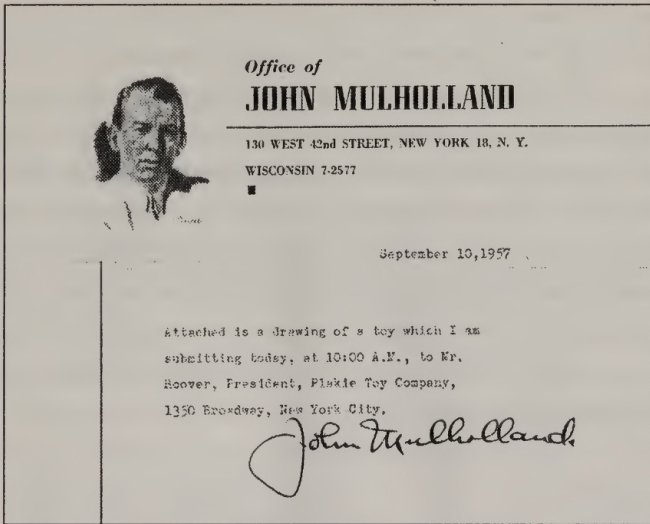 Office of
JOHN MULHOLLAND
130 WEST 42nd STREET, NEW YORK 18, N. Y.
WISCONSIN 7-2577
September 10,1957
Attached is a drawing of a toy which I am
submitting today, at 10:00 A.M., to Mr.
Hoover, President, Plakie Toy Company,
1350 Broadway, New York City.
John Mulholland.